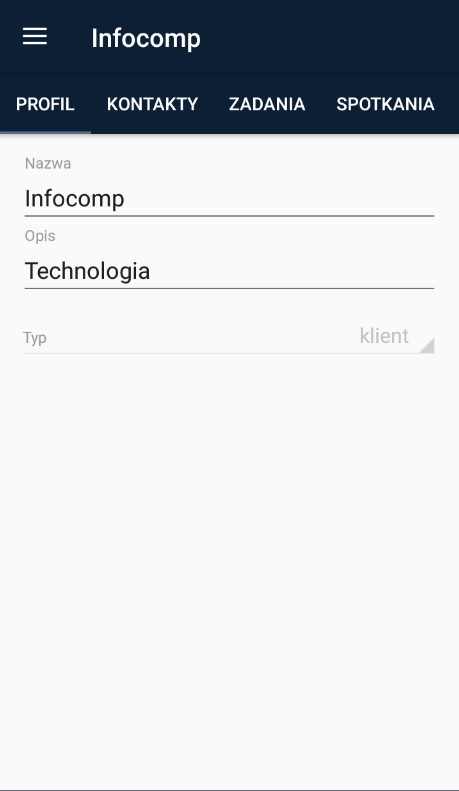 Infocomp
PROFIL KONTAKTY ZADANIA SPOTKANIA
Nazwa
Infocomp
Opis
Technologia
Typ klient